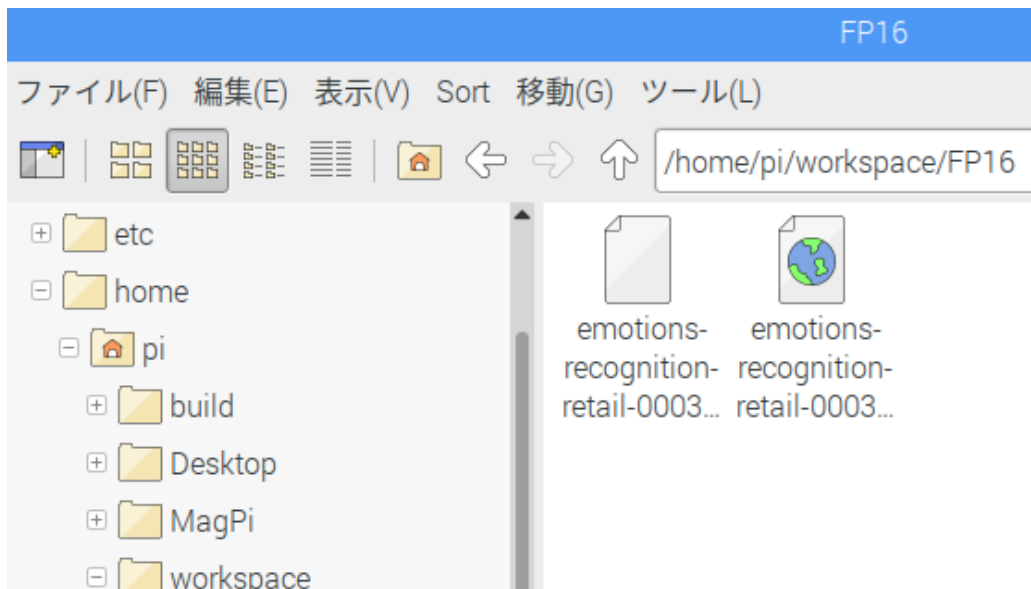 FP16
ファイル(F) 編集(E) 表示(V) Sort 移動(G) ツール(L)
/home/pi/workspace/FP16
etc
home
pi
build
Desktop
MagPi
workspace
emotions-
recognition-
retail-0003...
emotions-
recognition-
retail-0003...